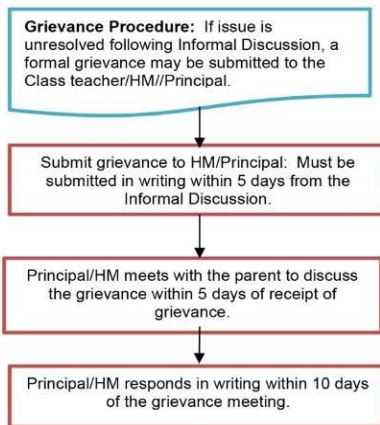 Grievance Procedure: If issue is
unresolved following Informal Discussion, a
formal grievance may be submitted to the
Class teacher/HM//Principal.
Submit grievance to HM/Principal: Must be
submitted in writing within 5 days from the
Informal Discussion.
Principal/HM meets with the parent to discuss
the grievance within 5 days of receipt of
grievance.
Principal/HM responds in writing within 10 days
of the grievance meeting.